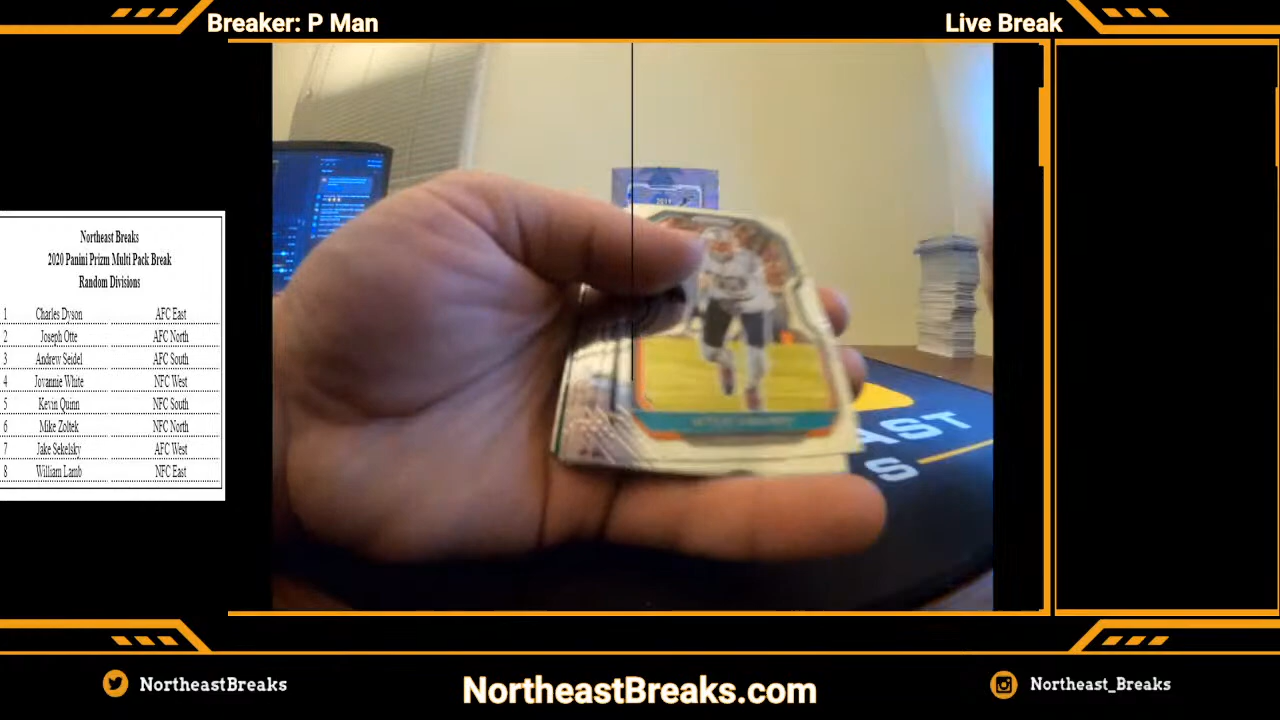 Breaker: P Man
Live Break
Northeast Breaks
2020 Panini Prizm Multi Pack Break
Random Divisions
1 Charles Dyson AFC East
2 Joseph Otte AFC North
3 Andrew Seidel AFC South
4 Jovannie White NFC West
5 Kevin Quinn NFC South
6 Mike Zoltek NFC North
7 Jake Sekelsky AFC West
8 William Lamb NFC East
AST
S
NortheastBreaks
NortheastBreaks.com
Northeast_Breaks